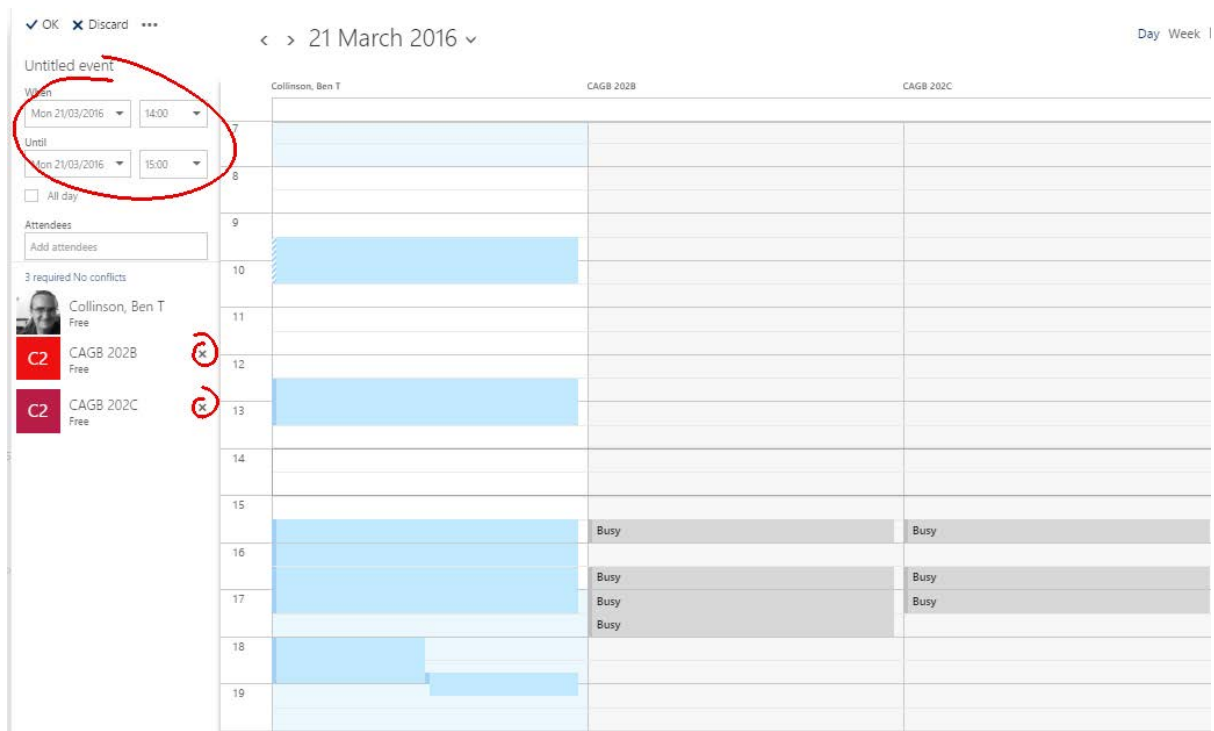 OK Discard
Untitled event
When
Mon 21/03/2016 14:00
Until
Mon 21/03/2016 15:00
All day
Attendees
Add attendees
3 required No conflicts
Collinson, Ben T
Free
C2 CAGB 202B
Free
C2 CAGB 202C
Free
21 March 2016
Day Week
Collinson, Ben T CAGB 202B CAGB 202C
7
8
9
10
11
12
13
14
15
Busy Busy
16
Busy Busy
17 Busy Busy
Busy
18
19